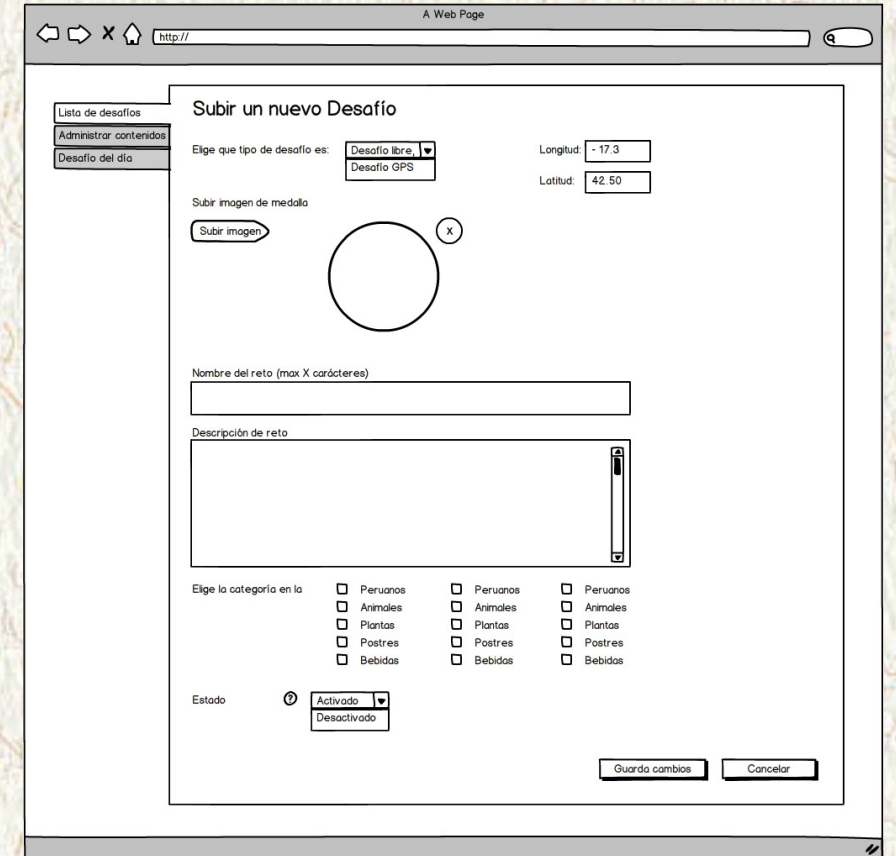 A Web Page
http://
Lista de desafíos
Administrar contenidos
Desafío del día
Subir un nuevo Desafío
Elige que tipo de desafío es:
Desafío libre,
Desafío GPS
Longitud:
- 17.3
Latitud:
42.50
Subir imagen de medalla
Subir imagen
X
Nombre del reto (max X carácteres)
Descripción de reto
Elige la categoría en la
Peruanos Peruanos Peruanos
Animales Animales Animales
Plantas Plantas Plantas
Postres Postres Postres
Bebidas Bebidas Bebidas
Estado ? Activado
Desactivado
Guarda cambios Cancelar